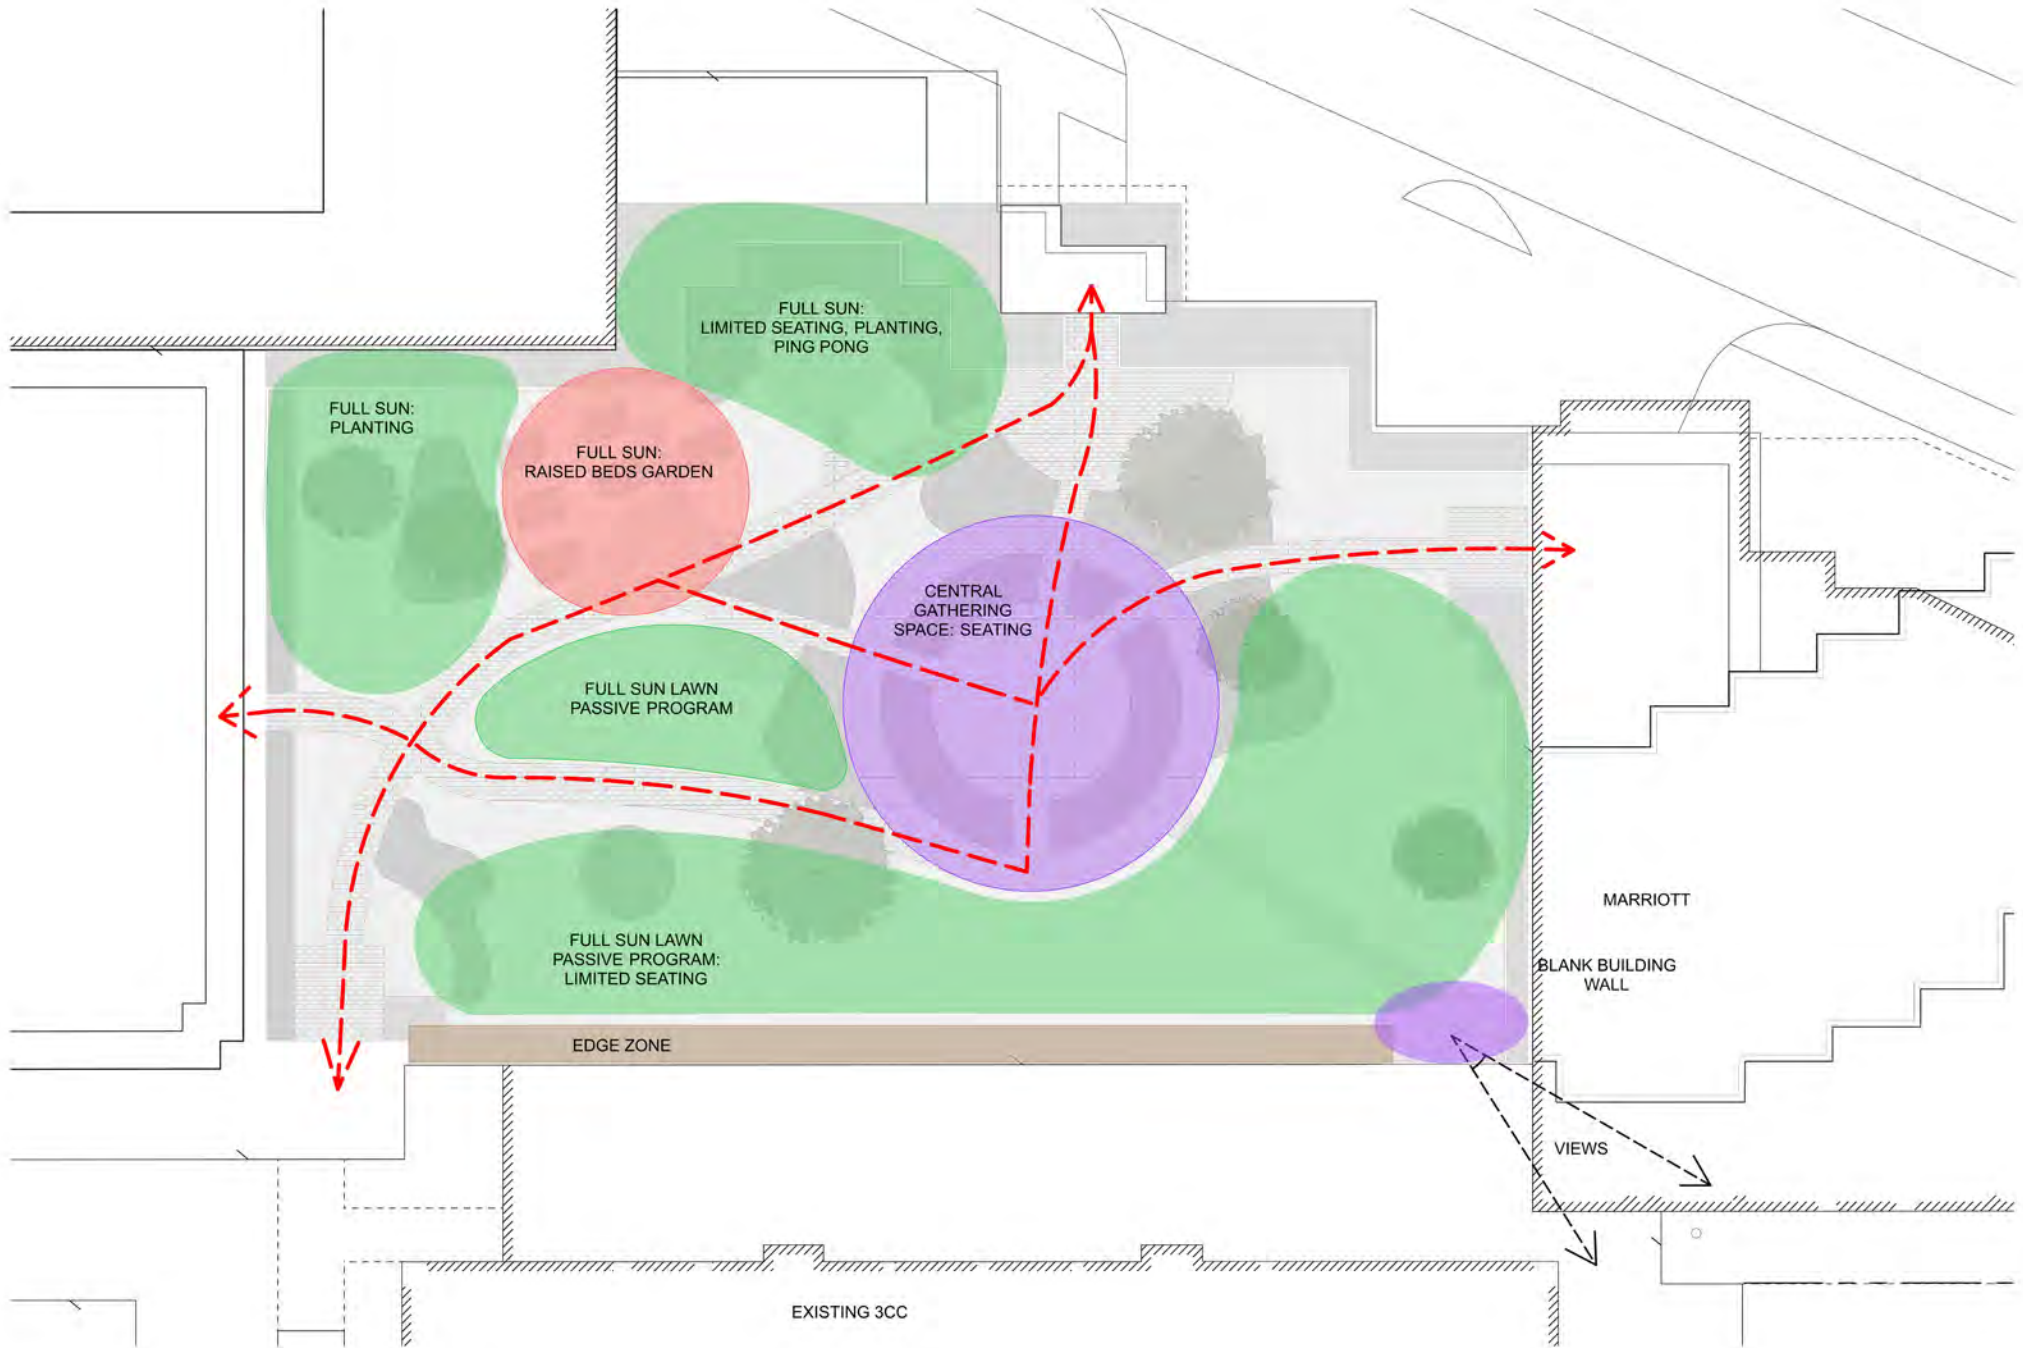 FULL SUN:
LIMITED SEATING, PLANTING,
PING PONG
FULL SUN:
PLANTING
FULL SUN:
RAISED BEDS GARDEN
CENTRAL
GATHERING
SPACE: SEATING
FULL SUN LAWN
PASSIVE PROGRAM
FULL SUN LAWN
PASSIVE PROGRAM:
LIMITED SEATING
MARRIOTT
BLANK BUILDING
WALL
EDGE ZONE
VIEWS
EXISTING 3CC